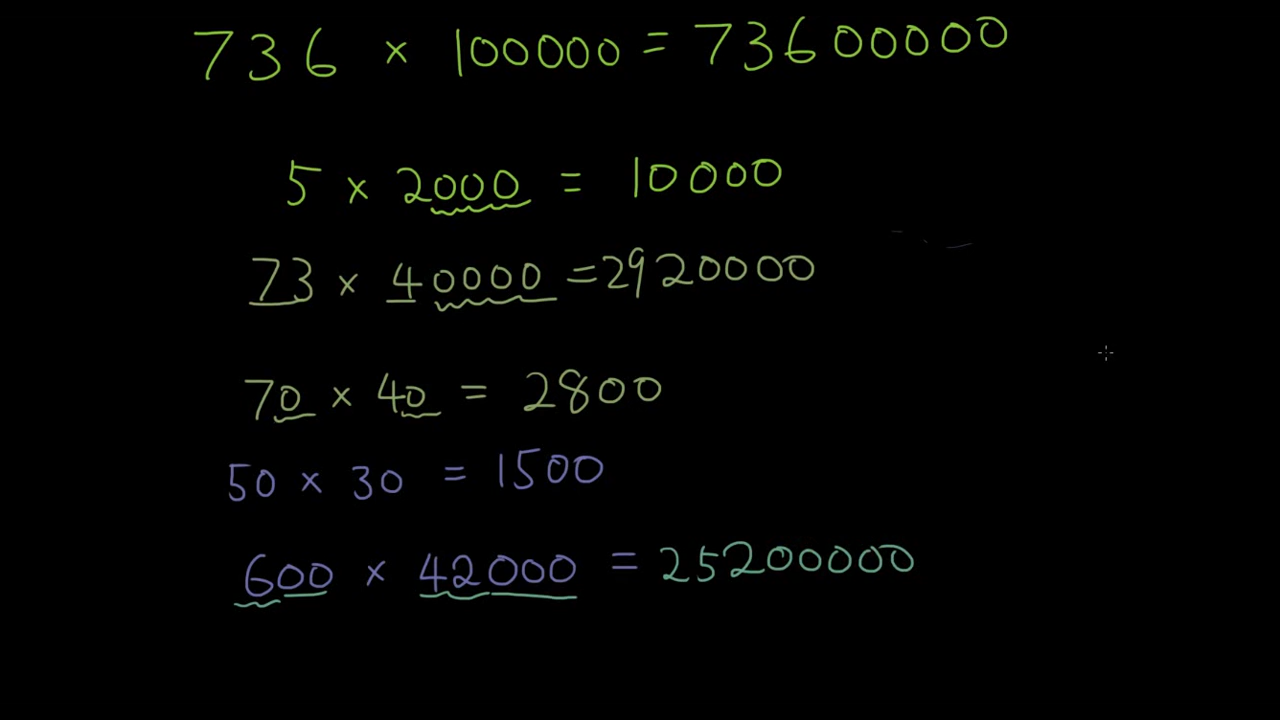 736 × 100000 = 73600000
5 × 2000 = 10000
73 × 40000 = 2920000
70 × 40 = 2800
50 × 30 = 1500
600 × 42000 = 25200000